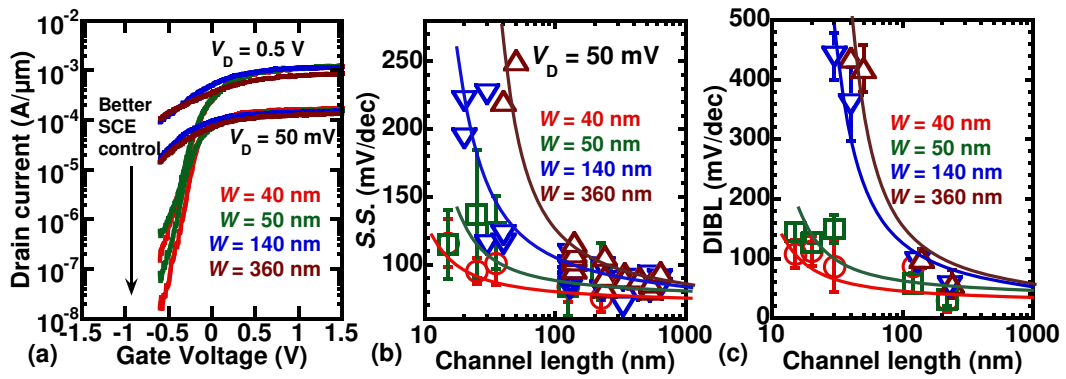 Drain current (A/µm)
10⁻²
10⁻³
10⁻⁴
10⁻⁵
10⁻⁶
10⁻⁷
10⁻⁸
V_D = 0.5 V
Better
SCE
control
V_D = 50 mV
W = 40 nm
W = 50 nm
W = 140 nm
W = 360 nm
-1.5 -1 -0.5 0 0.5 1 1.5
(a) Gate Voltage (V)
S.S. (mV/dec)
250
200
150
100
50
V_D = 50 mV
W = 40 nm
W = 50 nm
W = 140 nm
W = 360 nm
10 100 1000
(b) Channel length (nm)
DIBL (mV/dec)
500
400
300
200
100
0
W = 40 nm
W = 50 nm
W = 140 nm
W = 360 nm
10 100 1000
(c) Channel length (nm)